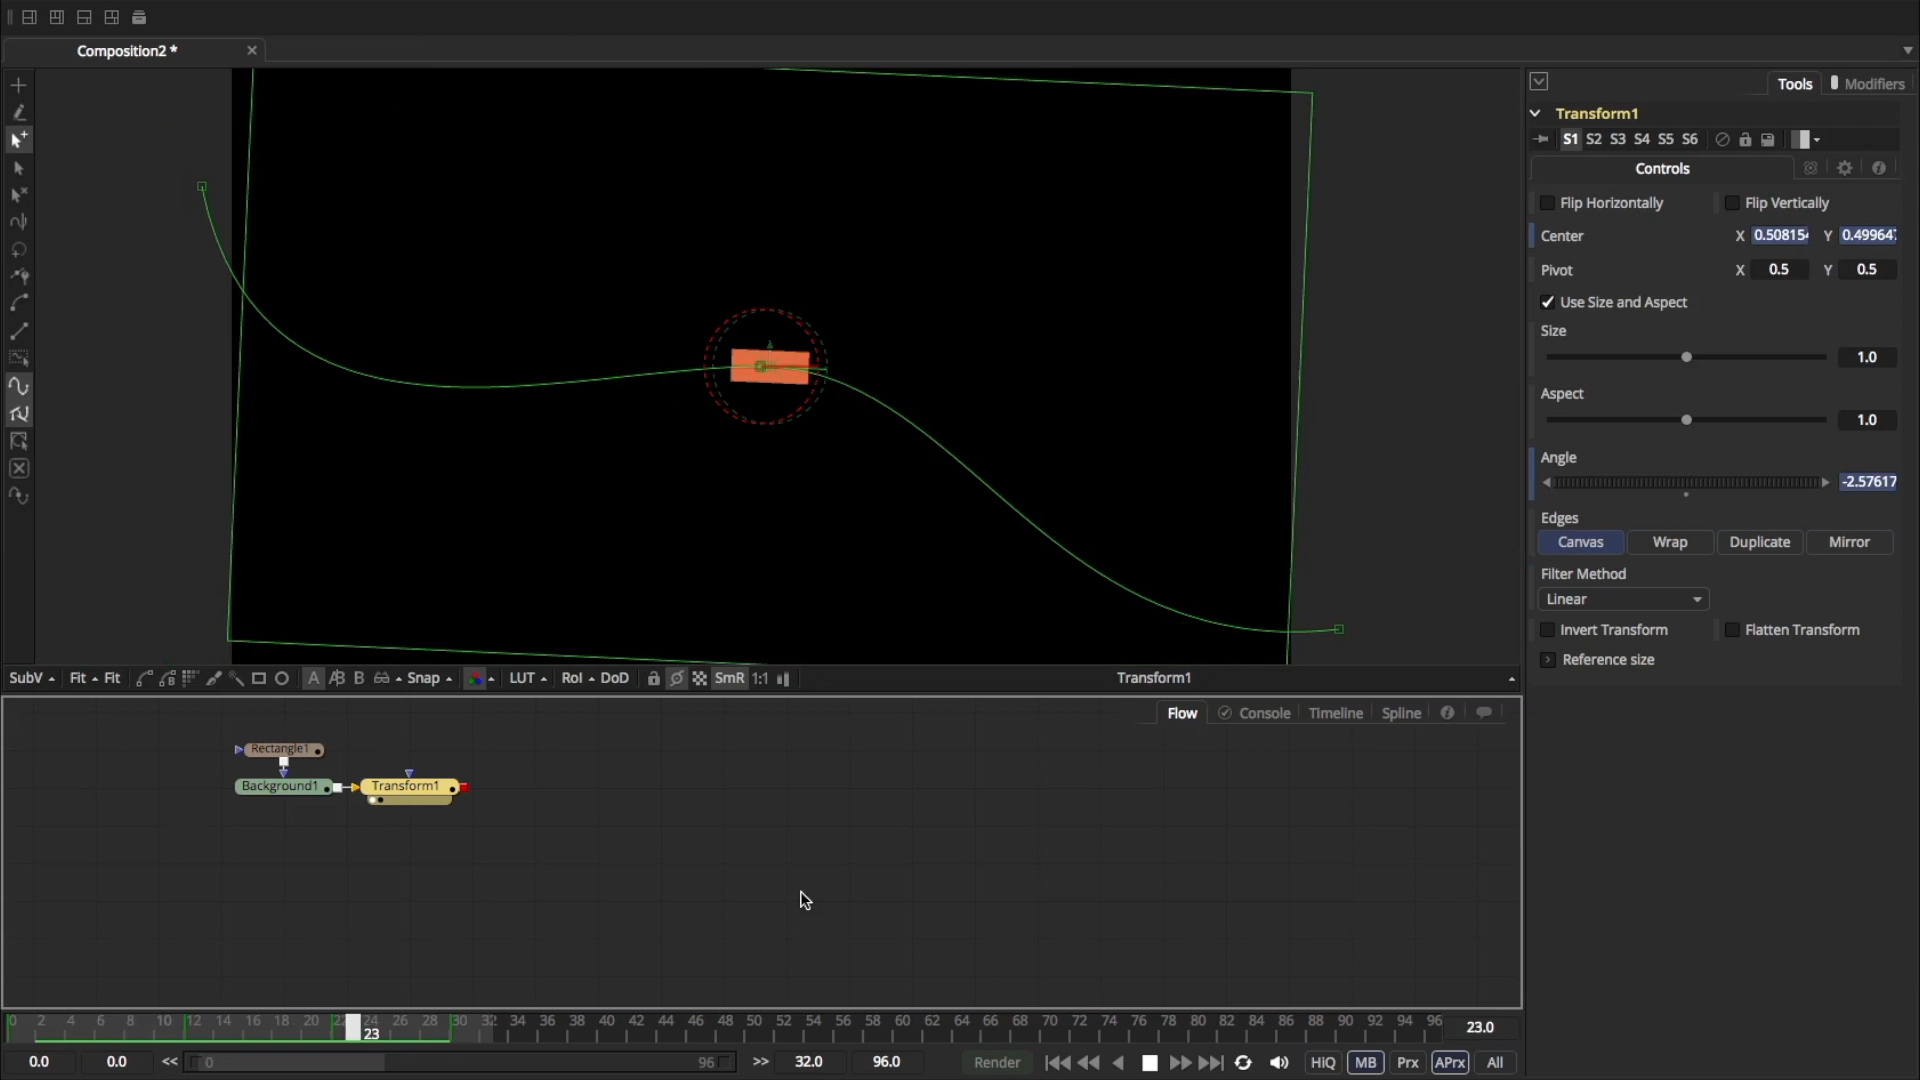 Composition2 *
Tools
Modifiers
Transform1
S1 S2 S3 S4 S5 S6
Controls
Flip Horizontally
Flip Vertically
Center X 0.508154 Y 0.499647
Pivot X 0.5 Y 0.5
Use Size and Aspect
Size
1.0
Aspect
1.0
Angle
-2.57617
Edges
Canvas Wrap Duplicate Mirror
Filter Method
Linear
Invert Transform
Flatten Transform
Reference size
SubV Fit Fit A B Snap LUT RoI DoD SmR 1:1 Transform1
Flow Console Timeline Spline
Rectangle1
Background1
Transform1
0 2 4 6 8 10 12 14 16 18 20 22 24 26 28 30 32 34 36 38 40 42 44 46 48 50 52 54 56 58 60 62 64 66 68 70 72 74 76 78 80 82 84 86 88 90 92 94 96 23.0
23
0.0 0.0 << 0 96 >> 32.0 96.0 Render HiQ MB Prx APrx All